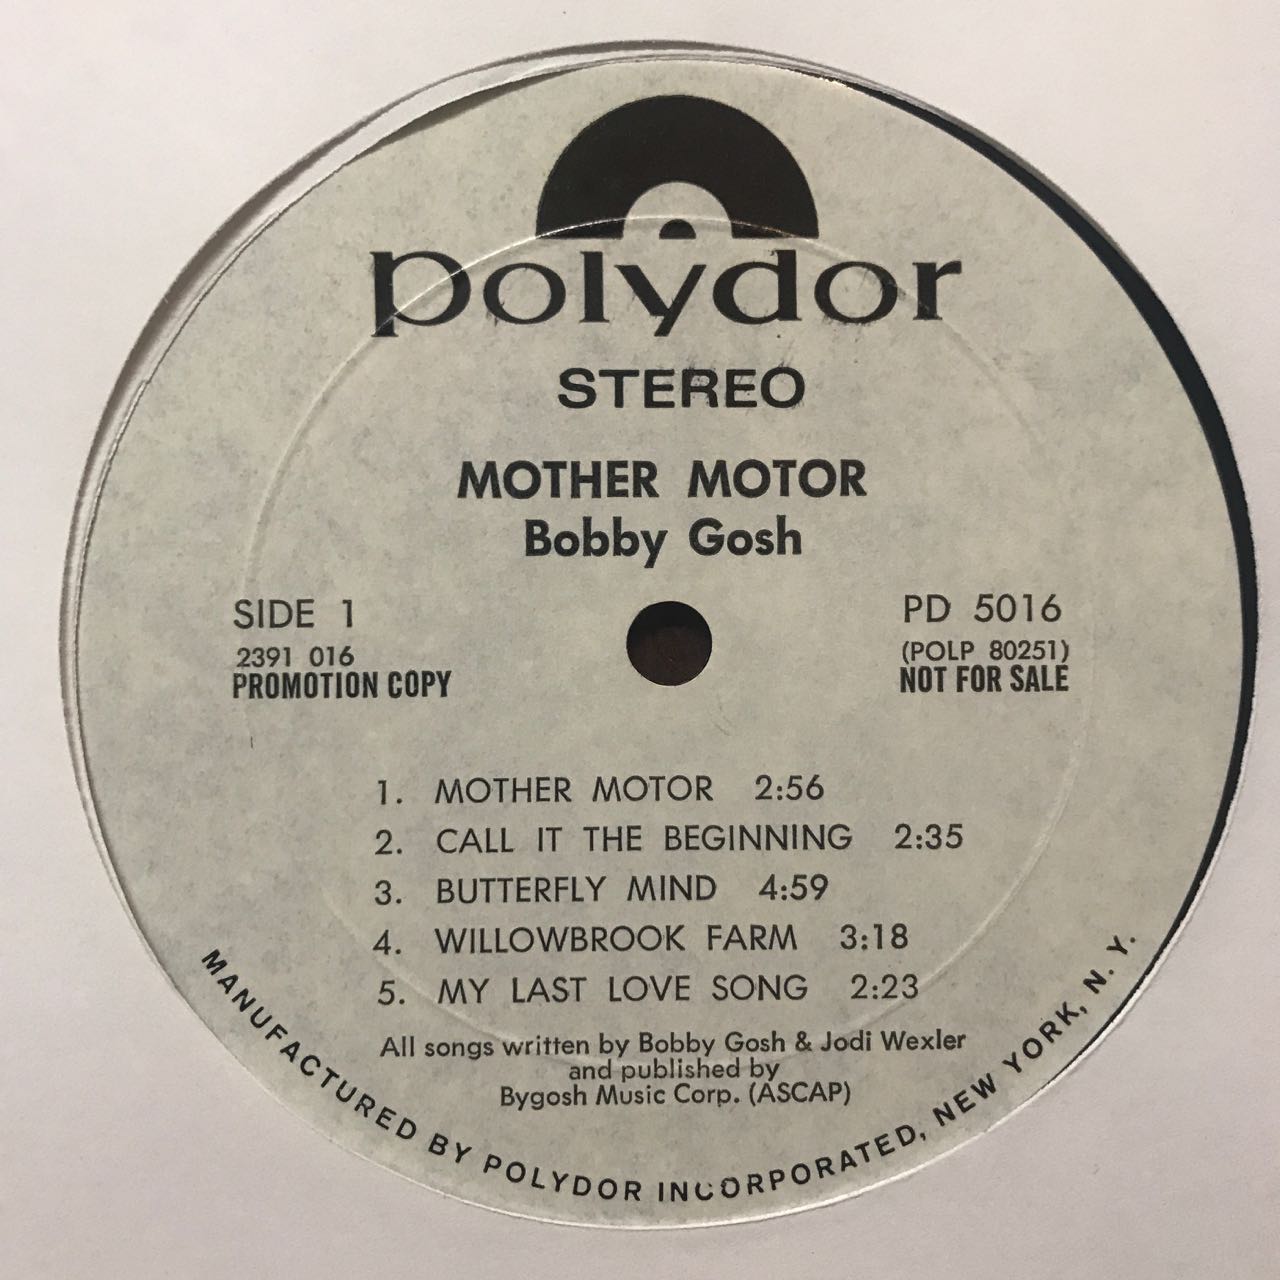 polydor
STEREO
MOTHER MOTOR
Bobby Gosh
SIDE 1
2391 016
PROMOTION COPY
PD 5016
(POLP 80251)
NOT FOR SALE
1. MOTHER MOTOR 2:56
2. CALL IT THE BEGINNING 2:35
3. BUTTERFLY MIND 4:59
4. WILLOWBROOK FARM 3:18
5. MY LAST LOVE SONG 2:23
All songs written by Bobby Gosh & Jodi Wexler
and published by
Bygosh Music Corp. (ASCAP)
MANUFACTURED BY POLYDOR INCORPORATED, NEW YORK, N. Y.